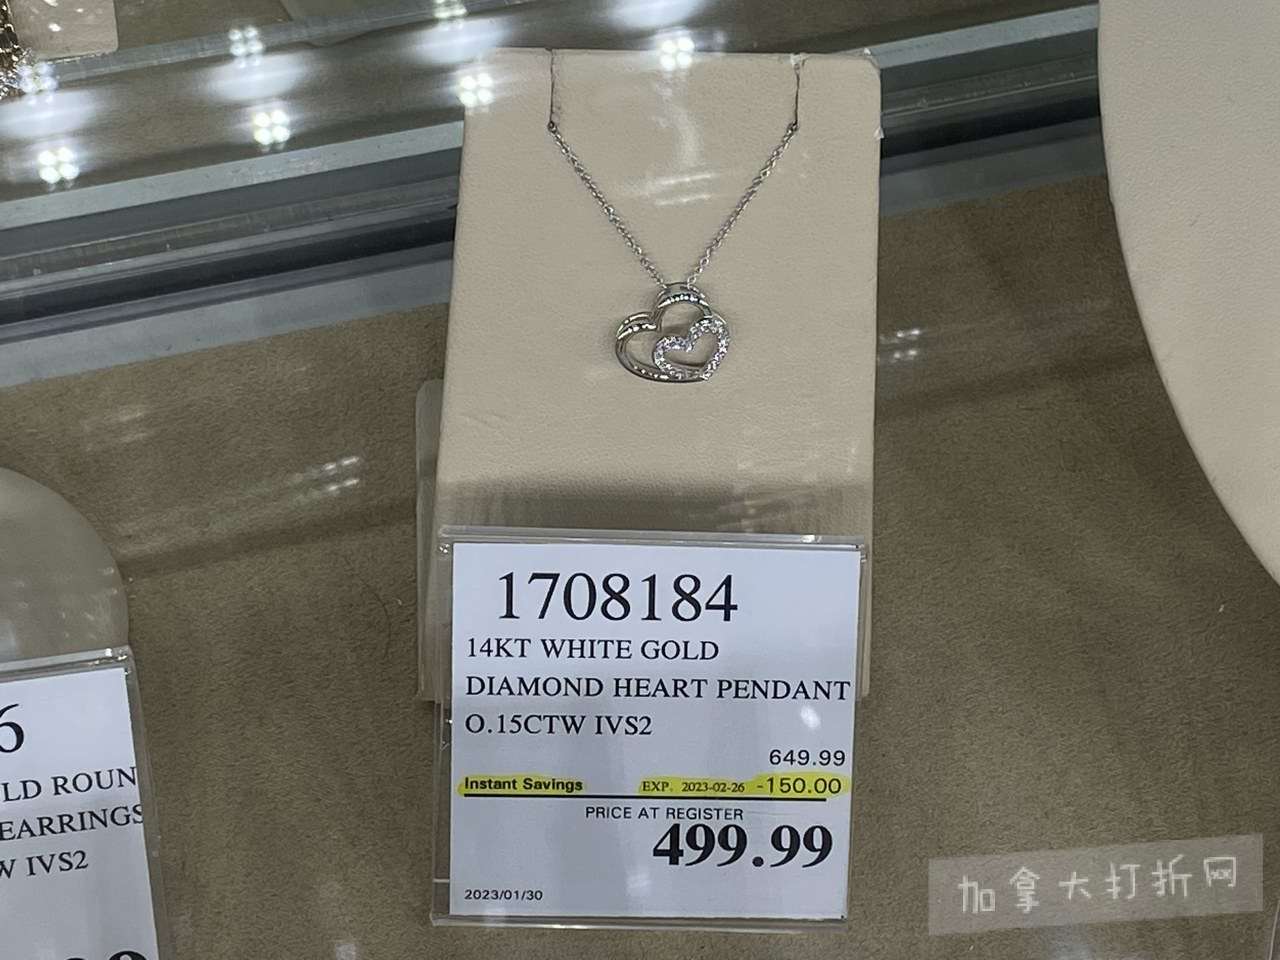 1708184
14KT WHITE GOLD
DIAMOND HEART PENDANT
O.15CTW IVS2
649.99
Instant Savings EXP. 2023-02-26 -150.00
PRICE AT REGISTER
499.99
2023/01/30
6
LD ROUN
EARRINGS
W IVS2
加拿大打折网